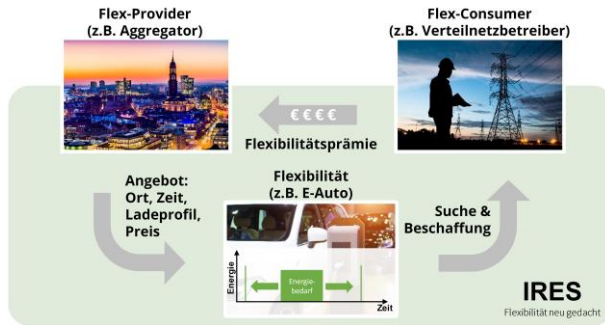 Flex-Provider
(z.B. Aggregator)
Flex-Consumer
(z.B. Verteilnetzbetreiber)
€ € € €
Flexibilitätsprämie
Angebot:
Ort, Zeit,
Ladeprofil,
Preis
Flexibilität
(z.B. E-Auto)
Suche &
Beschaffung
Energie
Energie-
bedarf
Zeit
IRES
Flexibilität neu gedacht